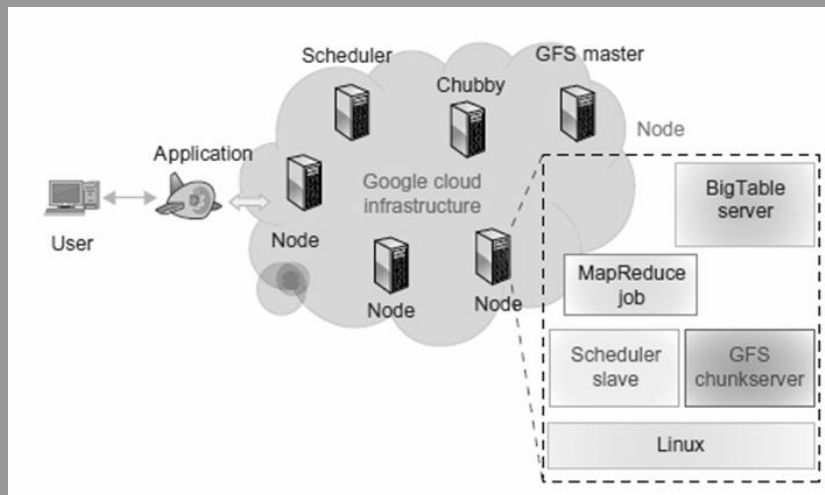 Scheduler
Chubby
GFS master
Node
Application
User
Google cloud
infrastructure
Node
Node
Node
BigTable
server
MapReduce
job
Scheduler
slave
GFS
chunkserver
Linux